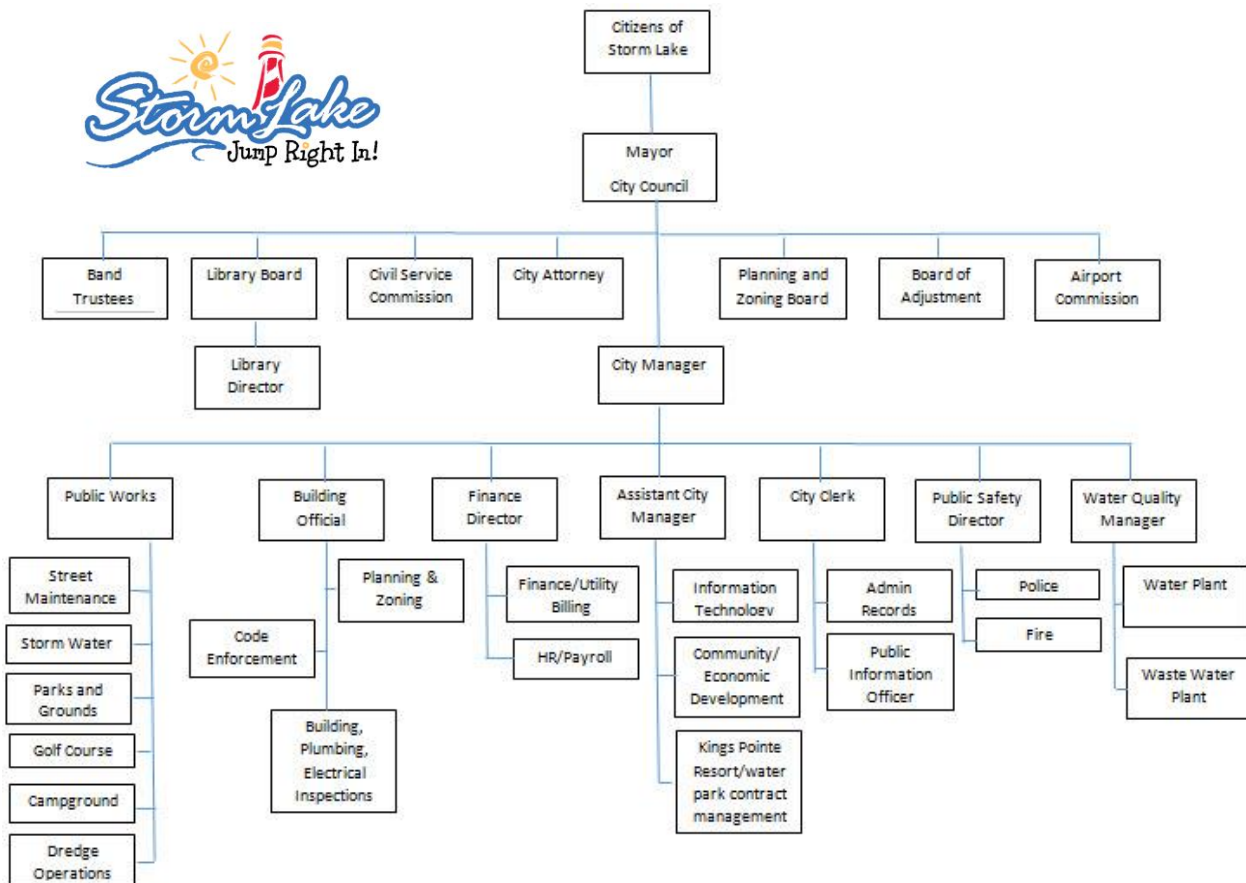 Citizens of
Storm Lake
Storm Lake
Jump Right In!
Mayor
City Council
Band
Trustees
Library Board
Civil Service
Commission
City Attorney
Planning and
Zoning Board
Board of
Adjustment
Airport
Commission
Library
Director
City Manager
Public Works
Building
Official
Finance
Director
Assistant City
Manager
City Clerk
Public Safety
Director
Water Quality
Manager
Street
Maintenance
Storm Water
Parks and
Grounds
Golf Course
Campground
Dredge
Operations
Planning &
Zoning
Code
Enforcement
Building,
Plumbing,
Electrical
Inspections
Finance/Utility
Billing
HR/Payroll
Information
Technology
Community/
Economic
Development
Kings Pointe
Resort/water
park contract
management
Admin
Records
Public
Information
Officer
Police
Fire
Water Plant
Waste Water
Plant